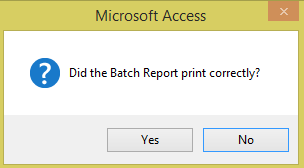 Microsoft Access
Did the Batch Report print correctly?
Yes
No